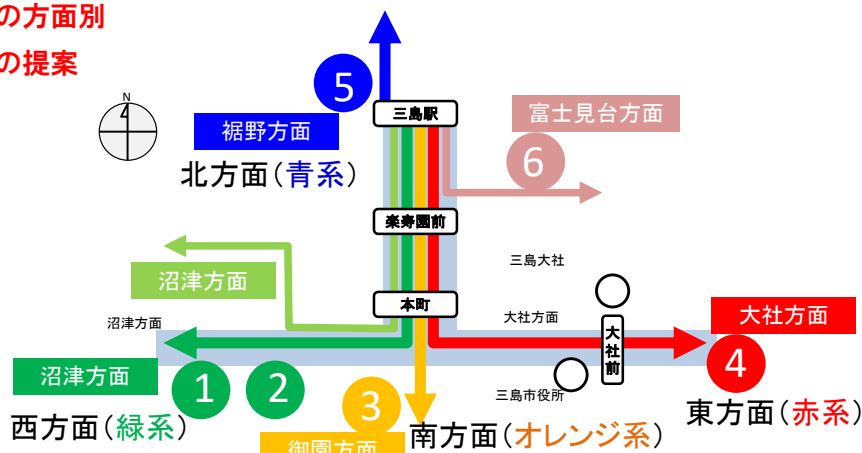 の方面別
の提案
N
5
三島駅
裾野方面
富士見台方面
6
北方面(青系)
楽寿園前
三島大社
沼津方面
本町
沼津方面
大社方面
大社前
大社方面
沼津方面
1
2
3
三島市役所
4
西方面(緑系)
御園方面
南方面(オレンジ系)
東方面(赤系)